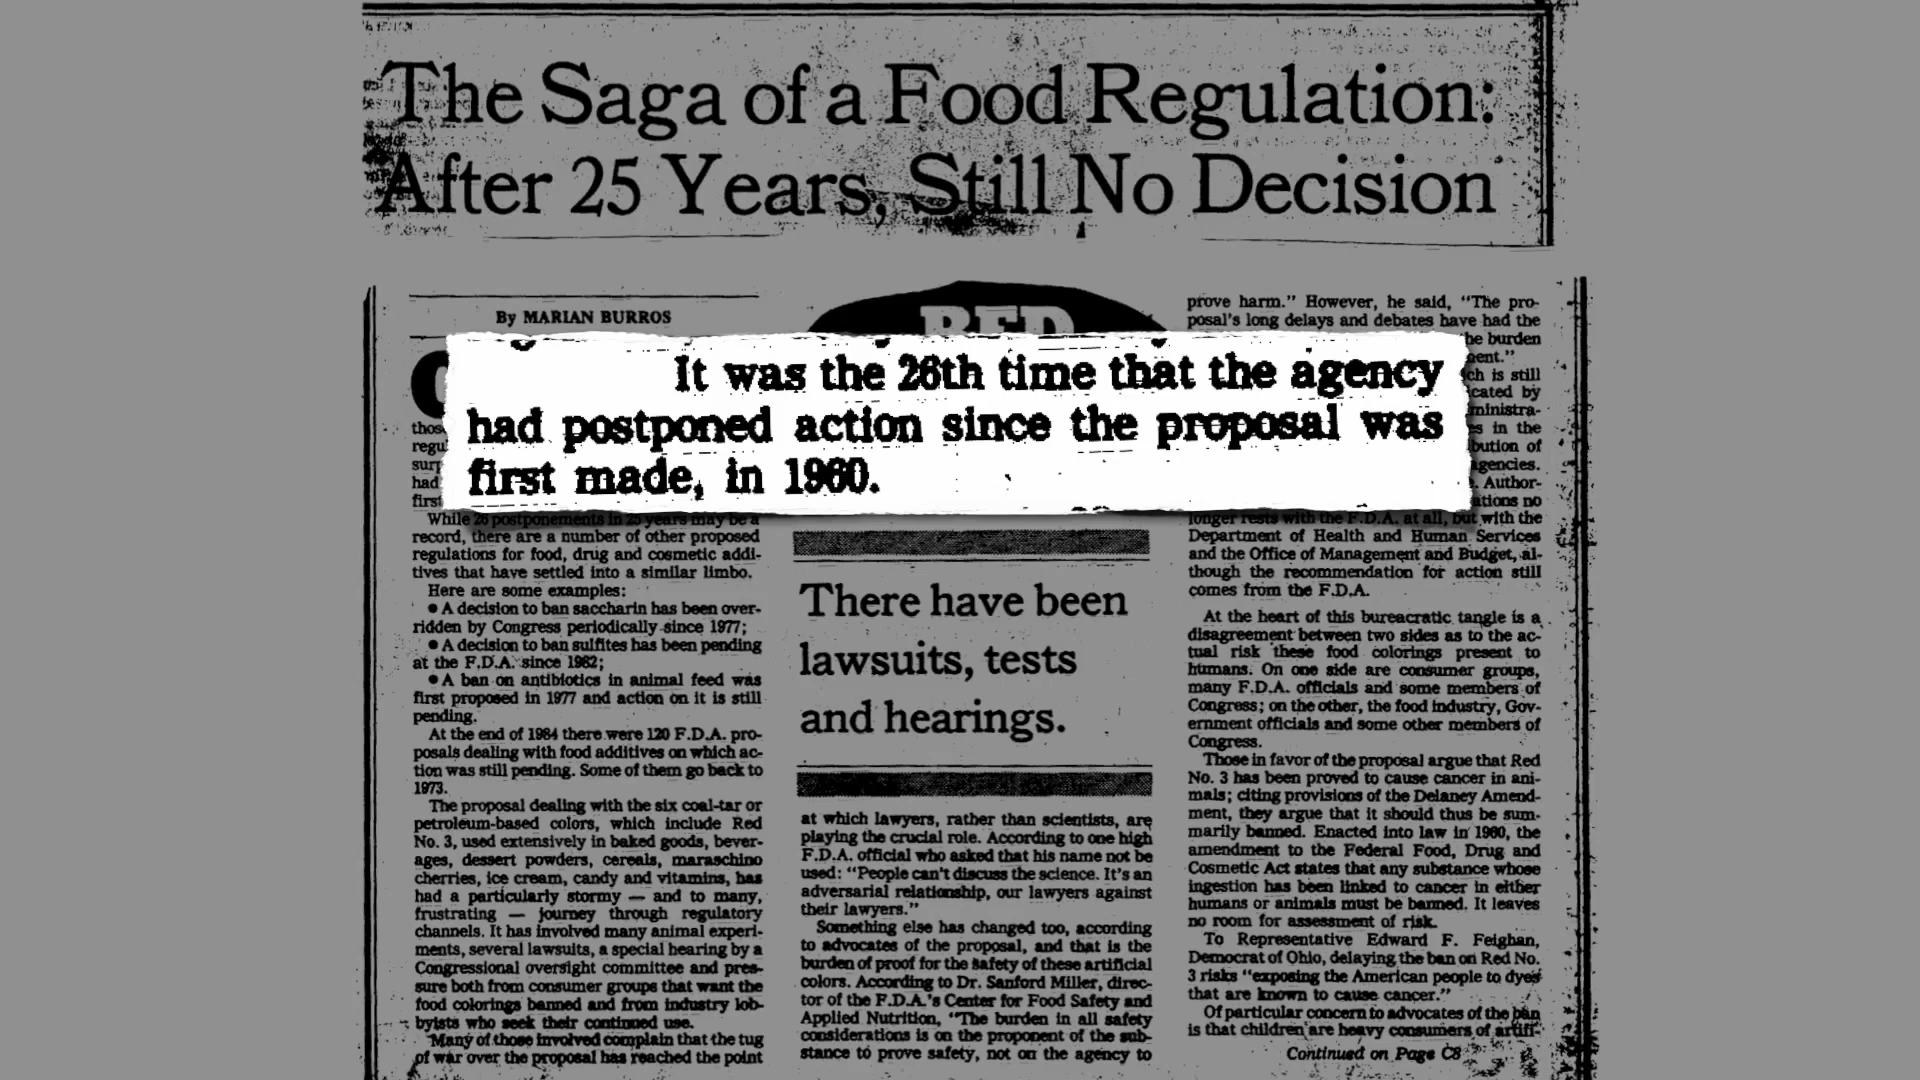 The Saga of a Food Regulation:
After 25 Years, Still No Decision
By MARIAN BURROS
It was the 26th time that the agency
had postponed action since the proposal was
first made, in 1960.
thos
regu
surp
had
first
While 26 postponements in 25 years may be a
record, there are a number of other proposed
regulations for food, drug and cosmetic addi-
tives that have settled into a similar limbo.
Here are some examples:
● A decision to ban saccharin has been over-
ridden by Congress periodically since 1977;
● A decision to ban sulfites has been pending
at the F.D.A. since 1982;
● A ban on antibiotics in animal feed was
first proposed in 1977 and action on it is still
pending.
At the end of 1984 there were 120 F.D.A. pro-
posals dealing with food additives on which ac-
tion was still pending. Some of them go back to
1973.
The proposal dealing with the six coal-tar or
petroleum-based colors, which include Red
No. 3, used extensively in baked goods, bever-
ages, dessert powders, cereals, maraschino
cherries, ice cream, candy and vitamins, has
had a particularly stormy — and to many,
frustrating — journey through regulatory
channels. It has involved many animal experi-
ments, several lawsuits, a special hearing by a
Congressional oversight committee and pres-
sure both from consumer groups that want the
food colorings banned and from industry lob-
byists who seek their continued use.
Many of those involved complain that the tug
of war over the proposal has reached the point
RED
There have been
lawsuits, tests
and hearings.
at which lawyers, rather than scientists, are
playing the crucial role. According to one high
F.D.A. official who asked that his name not be
used: “People can't discuss the science. It's an
adversarial relationship, our lawyers against
their lawyers.”
Something else has changed too, according
to advocates of the proposal, and that is the
burden of proof for the safety of these artificial
colors. According to Dr. Sanford Miller, direc-
tor of the F.D.A.'s Center for Food Safety and
Applied Nutrition, “The burden in all safety
considerations is on the proponent of the sub-
stance to prove safety, not on the agency to
prove harm.” However, he said, “The pro-
posal's long delays and debates have had the
he burden
ment.”
ch is still
cated by
ministra-
s in the
bution of
agencies.
. Author-
ations no
longer rests with the F.D.A. at all, but with the
Department of Health and Human Services
and the Office of Management and Budget, al-
though the recommendation for action still
comes from the F.D.A.
At the heart of this bureaucratic tangle is a
disagreement between two sides as to the ac-
tual risk these food colorings present to
humans. On one side are consumer groups,
many F.D.A. officials and some members of
Congress; on the other, the food industry, Gov-
ernment officials and some other members of
Congress.
Those in favor of the proposal argue that Red
No. 3 has been proved to cause cancer in ani-
mals; citing provisions of the Delaney Amend-
ment, they argue that it should thus be sum-
marily banned. Enacted into law in 1960, the
amendment to the Federal Food, Drug and
Cosmetic Act states that any substance whose
ingestion has been linked to cancer in either
humans or animals must be banned. It leaves
no room for assessment of risk.
To Representative Edward F. Feighan,
Democrat of Ohio, delaying the ban on Red No.
3 risks “exposing the American people to dyes
that are known to cause cancer.”
Of particular concern to advocates of the ban
is that children are heavy consumers of artifi-
Continued on Page C8